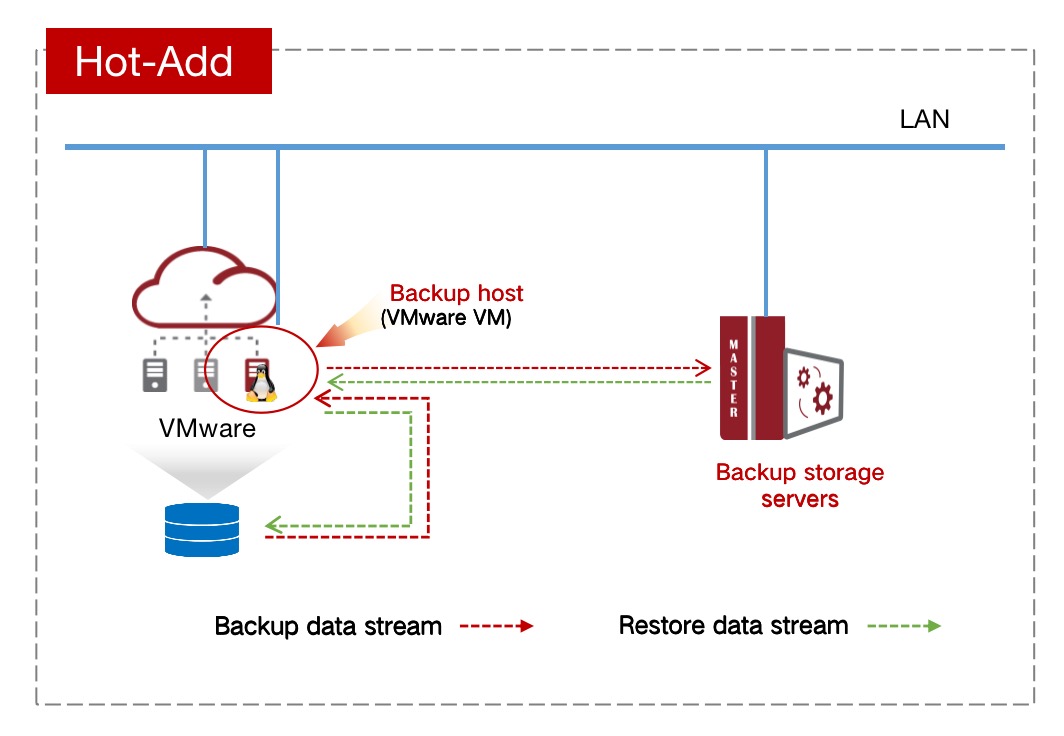 Hot-Add
LAN
Backup host
(VMware VM)
MASTER
VMware
Backup storage
servers
Backup data stream
Restore data stream